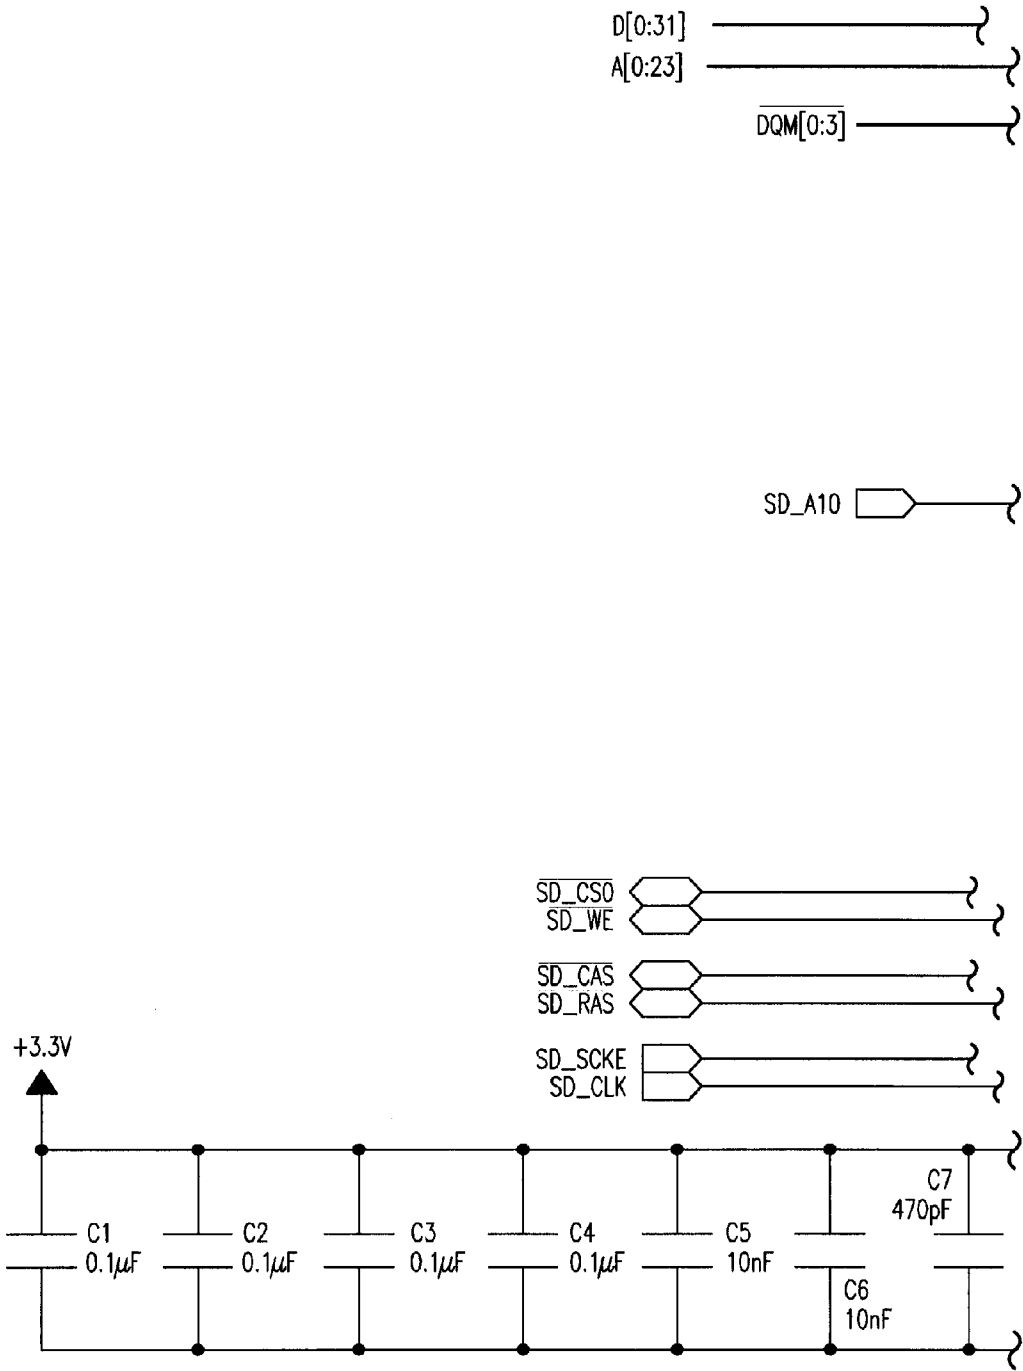 D[0:31]
A[0:23]
DQM[0:3]
SD_A10
SD_CS0
SD_WE
SD_CAS
SD_RAS
+3.3V
SD_SCKE
SD_CLK
C7
470pF
C1
0.1μF
C2
0.1μF
C3
0.1μF
C4
0.1μF
C5
10nF
C6
10nF